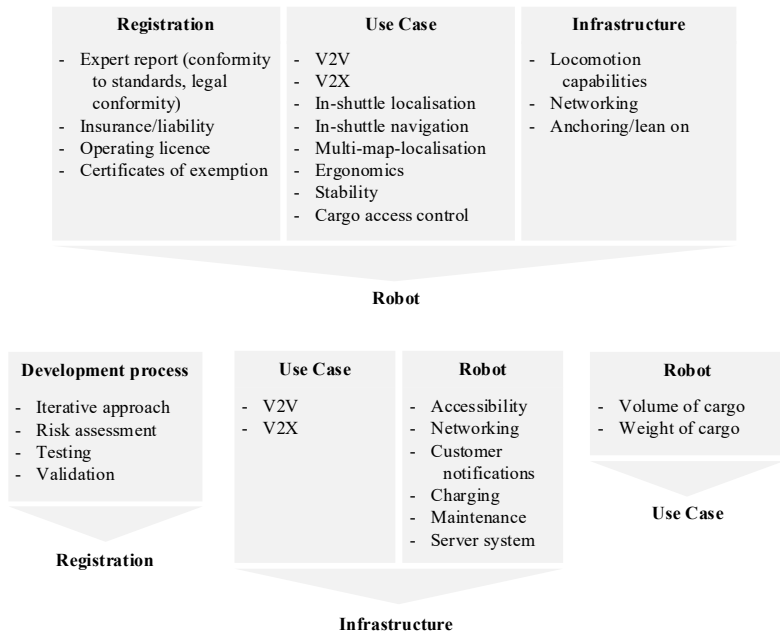 Registration
- Expert report (conformity
to standards, legal
conformity)
- Insurance/liability
- Operating licence
- Certificates of exemption
Use Case
- V2V
- V2X
- In-shuttle localisation
- In-shuttle navigation
- Multi-map-localisation
- Ergonomics
- Stability
- Cargo access control
Infrastructure
- Locomotion
capabilities
- Networking
- Anchoring/lean on
Robot
Development process
- Iterative approach
- Risk assessment
- Testing
- Validation
Registration
Use Case
- V2V
- V2X
Robot
- Accessibility
- Networking
- Customer
notifications
- Charging
- Maintenance
- Server system
Infrastructure
Robot
- Volume of cargo
- Weight of cargo
Use Case